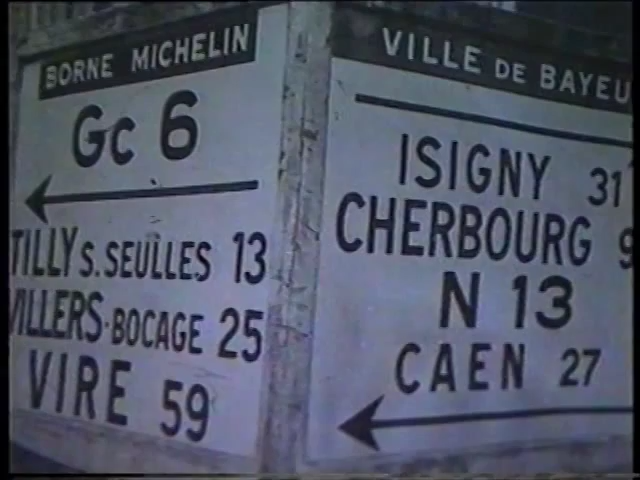 BORNE MICHELIN
Gc 6
TILLY S. SEULLES 13
VILLERS-BOCAGE 25
VIRE 59
VILLE DE BAYEU
ISIGNY 31
CHERBOURG 9
N 13
CAEN 27